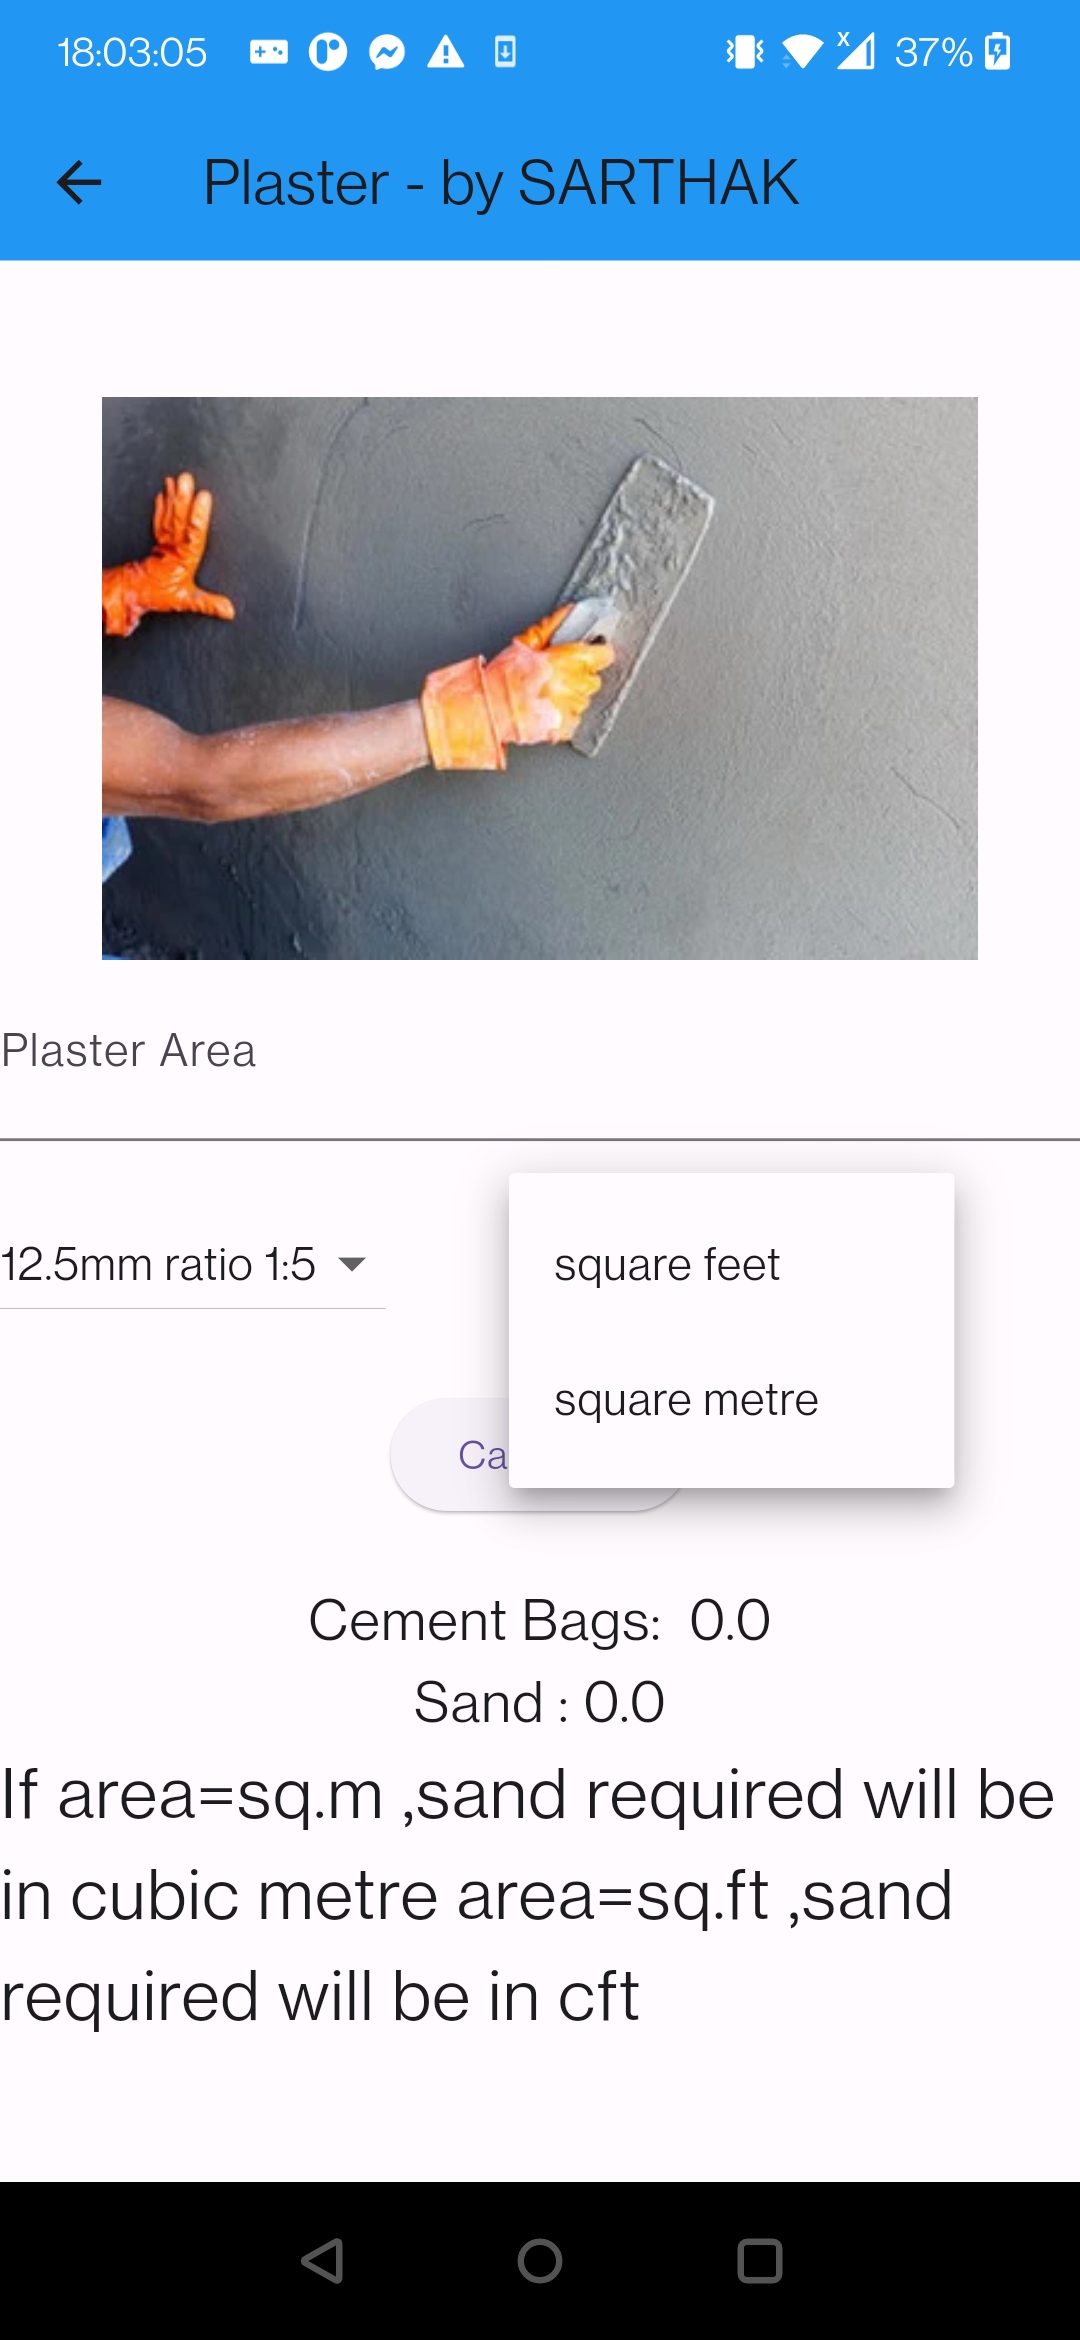 18:03:05 37%
Plaster - by SARTHAK
Plaster Area
12.5mm ratio 1:5
square feet
square metre
Cement Bags: 0.0
Sand : 0.0
If area=sq.m ,sand required will be
in cubic metre area=sq.ft ,sand
required will be in cft